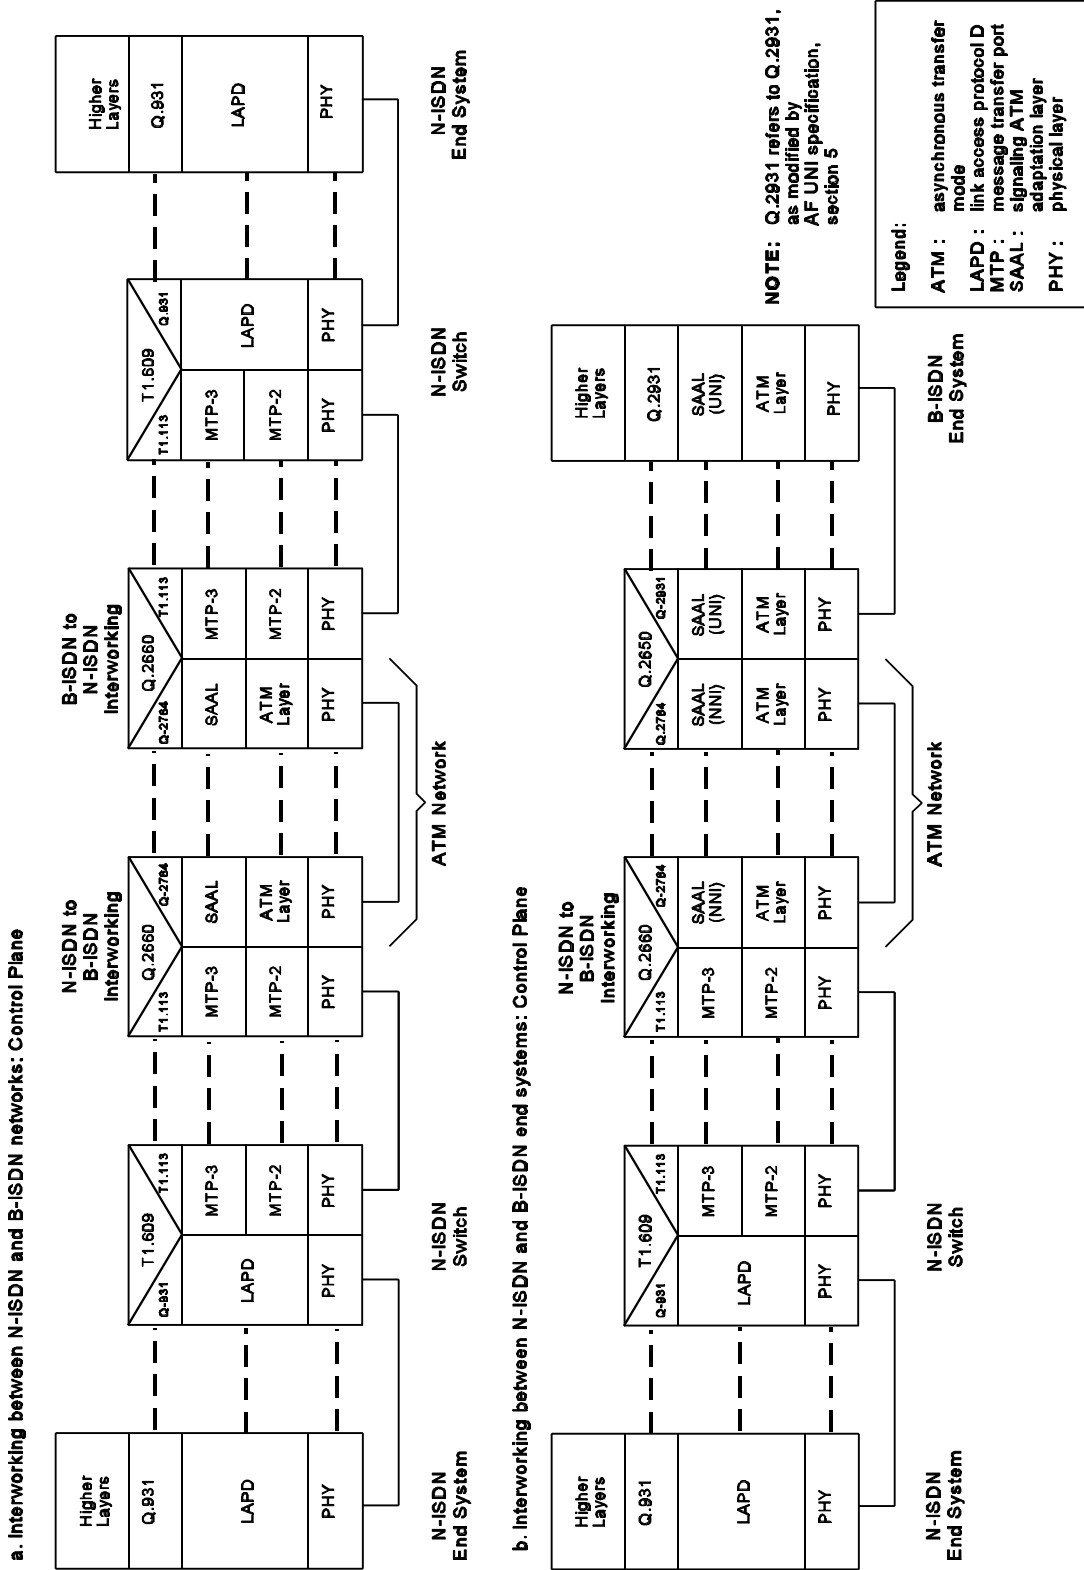 a. Interworking between N-ISDN and B-ISDN networks: Control Plane
Higher
Layers
Q.931
LAPD
PHY
N-ISDN
End System
T1.609
Q-931
T1.113
LAPD
MTP-3
MTP-2
PHY
PHY
N-ISDN
Switch
N-ISDN to
B-ISDN
Interworking
Q.2660
T1.113
Q-2764
MTP-3
SAAL
MTP-2
ATM
Layer
PHY
PHY
ATM Network
B-ISDN to
N-ISDN
Interworking
Q.2660
Q-2764
T1.113
SAAL
MTP-3
ATM
Layer
MTP-2
PHY
PHY
T1.609
T1.113
Q.931
MTP-3
LAPD
MTP-2
PHY
PHY
N-ISDN
Switch
Higher
Layers
Q.931
LAPD
PHY
N-ISDN
End System
b. Interworking between N-ISDN and B-ISDN end systems: Control Plane
Higher
Layers
Q.931
LAPD
PHY
N-ISDN
End System
T1.609
Q-931
T1.113
LAPD
MTP-3
MTP-2
PHY
PHY
N-ISDN
Switch
N-ISDN to
B-ISDN
Interworking
Q.2660
T1.113
Q-2764
MTP-3
SAAL
(NNI)
MTP-2
ATM
Layer
PHY
PHY
ATM Network
Q.2650
Q.2764
Q-2931
SAAL
(NNI)
SAAL
(UNI)
ATM
Layer
ATM
Layer
PHY
PHY
Higher
Layers
Q.2931
SAAL
(UNI)
ATM
Layer
PHY
B-ISDN
End System
NOTE: Q.2931 refers to Q.2931,
as modified by
AF UNI specification,
section 5
Legend:
ATM : asynchronous transfer
mode
LAPD : link access protocol D
MTP : message transfer port
SAAL : signaling ATM
adaptation layer
PHY : physical layer